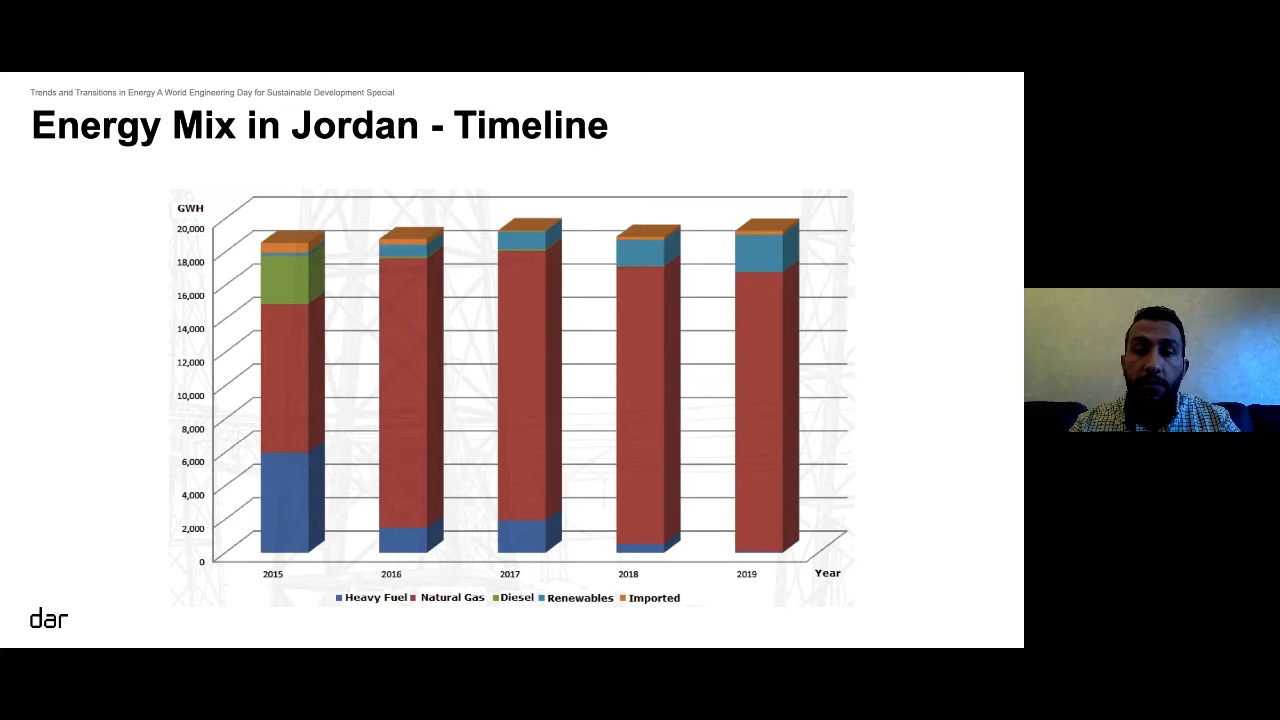 Trends and Transitions in Energy A World Engineering Day for Sustainable Development Special
Energy Mix in Jordan - Timeline
GWH
20,000
18,000
16,000
14,000
12,000
10,000
8,000
6,000
4,000
2,000
0
2015 2016 2017 2018 2019 Year
Heavy Fuel Natural Gas Diesel Renewables Imported
dar